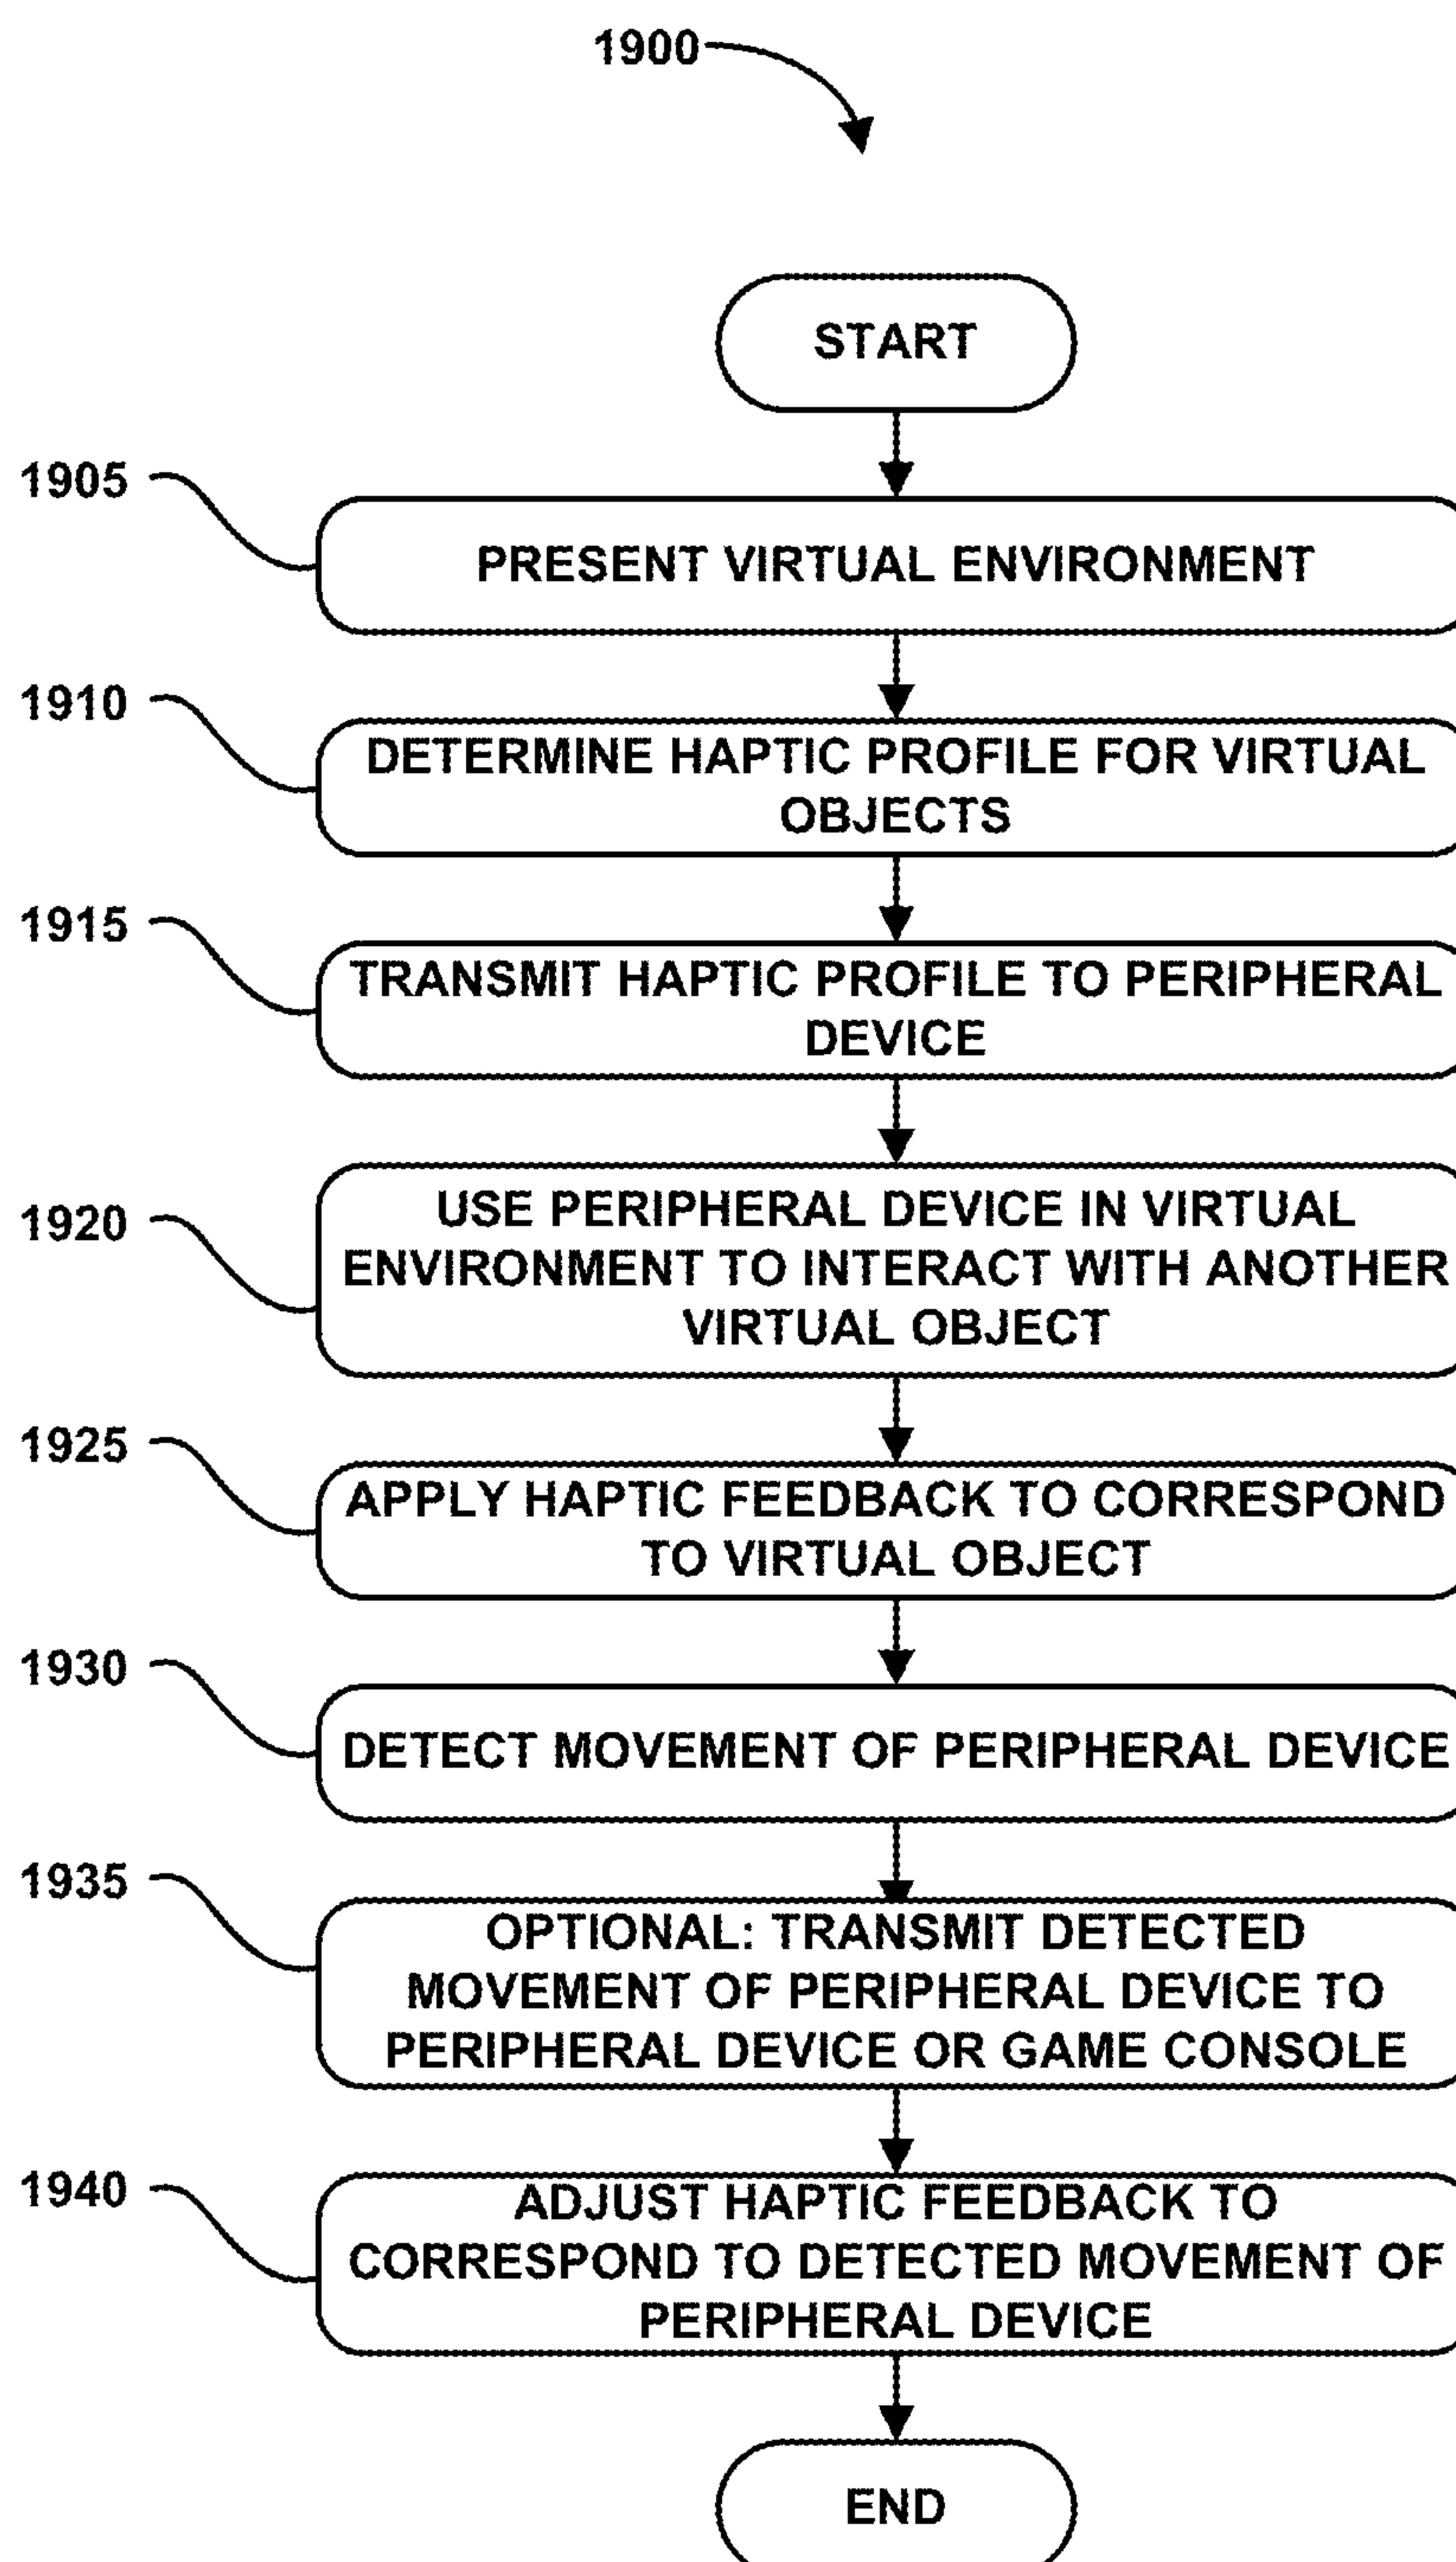 1900
START
1905
PRESENT VIRTUAL ENVIRONMENT
1910
DETERMINE HAPTIC PROFILE FOR VIRTUAL
OBJECTS
1915
TRANSMIT HAPTIC PROFILE TO PERIPHERAL
DEVICE
1920
USE PERIPHERAL DEVICE IN VIRTUAL
ENVIRONMENT TO INTERACT WITH ANOTHER
VIRTUAL OBJECT
1925
APPLY HAPTIC FEEDBACK TO CORRESPOND
TO VIRTUAL OBJECT
1930
DETECT MOVEMENT OF PERIPHERAL DEVICE
1935
OPTIONAL: TRANSMIT DETECTED
MOVEMENT OF PERIPHERAL DEVICE TO
PERIPHERAL DEVICE OR GAME CONSOLE
1940
ADJUST HAPTIC FEEDBACK TO
CORRESPOND TO DETECTED MOVEMENT OF
PERIPHERAL DEVICE
END